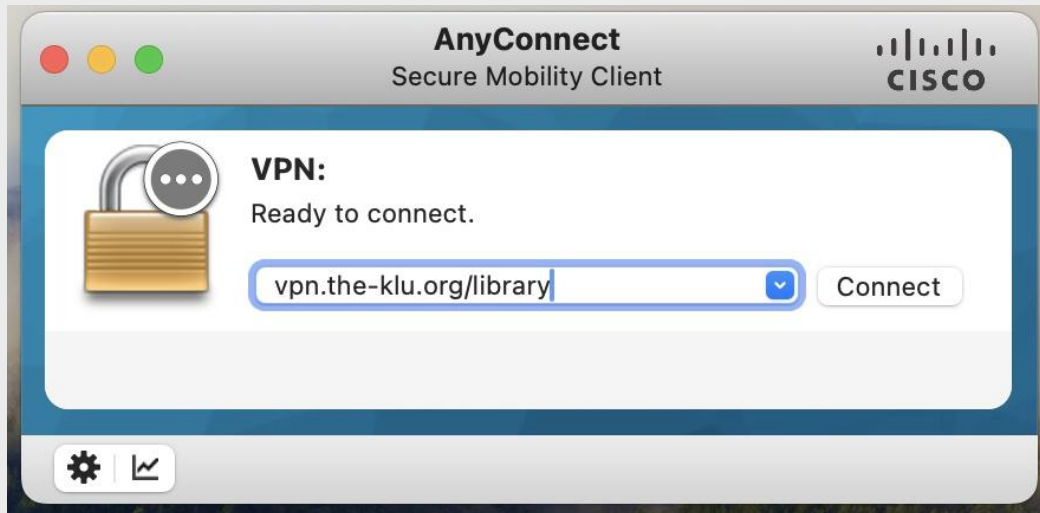 AnyConnect
Secure Mobility Client
CISCO
VPN:
Ready to connect.
vpn.the-klu.org/library
Connect